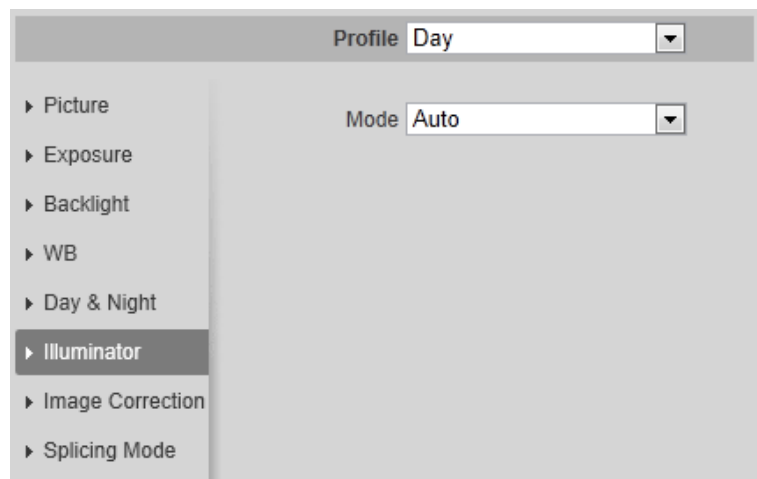 Profile Day
Picture
Mode Auto
Exposure
Backlight
WB
Day & Night
Illuminator
Image Correction
Splicing Mode